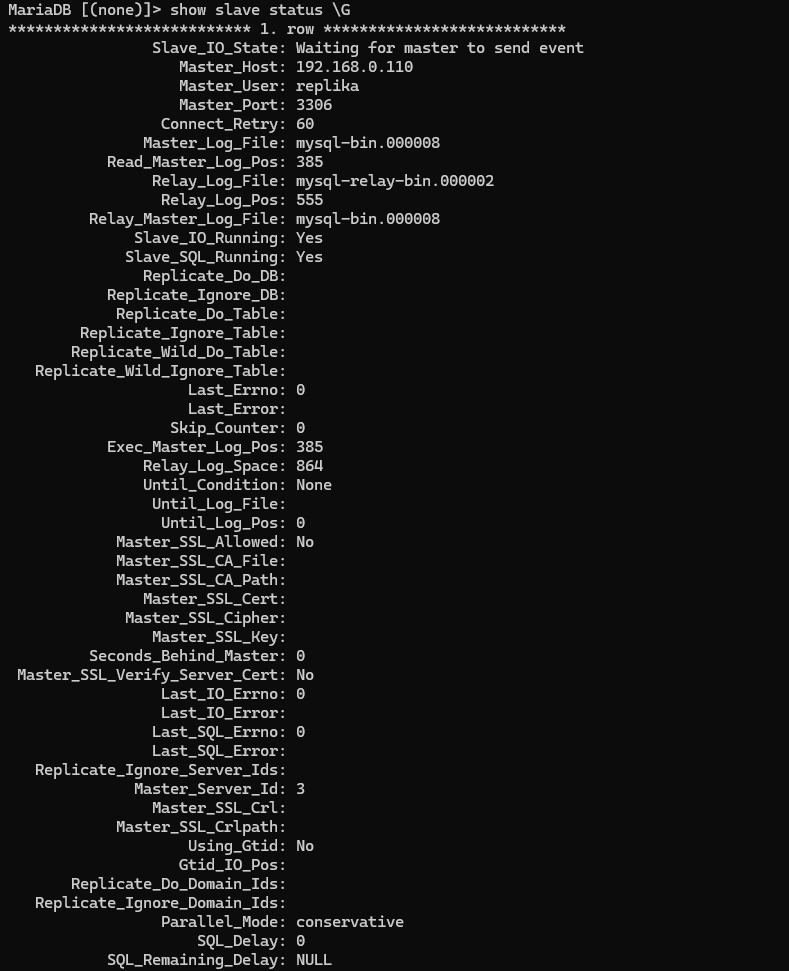 MariaDB [(none)]> show slave status \G
*************************** 1. row ***************************
Slave_IO_State: Waiting for master to send event
Master_Host: 192.168.0.110
Master_User: replika
Master_Port: 3306
Connect_Retry: 60
Master_Log_File: mysql-bin.000008
Read_Master_Log_Pos: 385
Relay_Log_File: mysql-relay-bin.000002
Relay_Log_Pos: 555
Relay_Master_Log_File: mysql-bin.000008
Slave_IO_Running: Yes
Slave_SQL_Running: Yes
Replicate_Do_DB:
Replicate_Ignore_DB:
Replicate_Do_Table:
Replicate_Ignore_Table:
Replicate_Wild_Do_Table:
Replicate_Wild_Ignore_Table:
Last_Errno: 0
Last_Error:
Skip_Counter: 0
Exec_Master_Log_Pos: 385
Relay_Log_Space: 864
Until_Condition: None
Until_Log_File:
Until_Log_Pos: 0
Master_SSL_Allowed: No
Master_SSL_CA_File:
Master_SSL_CA_Path:
Master_SSL_Cert:
Master_SSL_Cipher:
Master_SSL_Key:
Seconds_Behind_Master: 0
Master_SSL_Verify_Server_Cert: No
Last_IO_Errno: 0
Last_IO_Error:
Last_SQL_Errno: 0
Last_SQL_Error:
Replicate_Ignore_Server_Ids:
Master_Server_Id: 3
Master_SSL_Crl:
Master_SSL_Crlpath:
Using_Gtid: No
Gtid_IO_Pos:
Replicate_Do_Domain_Ids:
Replicate_Ignore_Domain_Ids:
Parallel_Mode: conservative
SQL_Delay: 0
SQL_Remaining_Delay: NULL